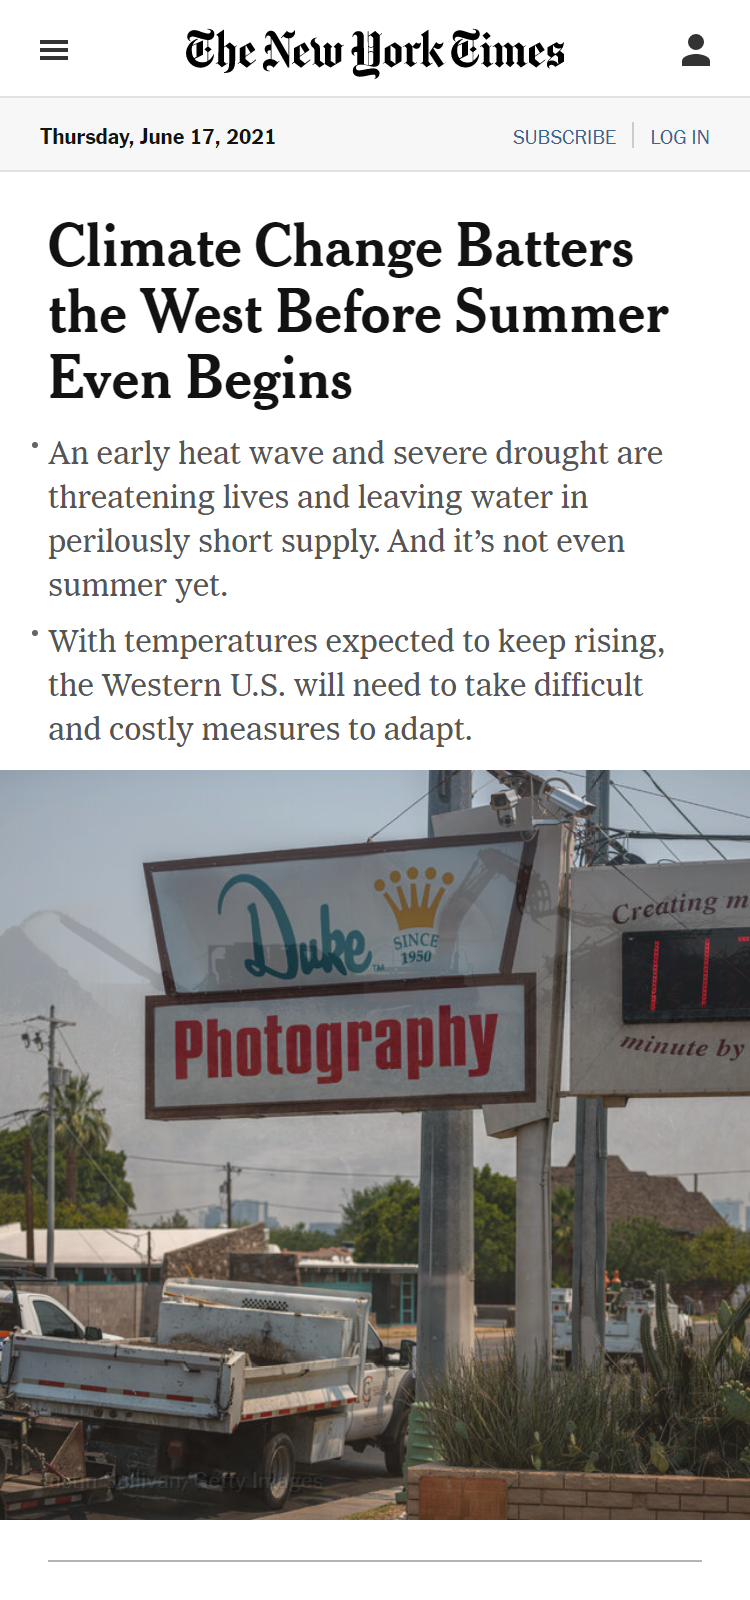 The New York Times
Thursday, June 17, 2021
SUBSCRIBE
LOG IN
Climate Change Batters
the West Before Summer
Even Begins
An early heat wave and severe drought are
threatening lives and leaving water in
perilously short supply. And it’s not even
summer yet.
With temperatures expected to keep rising,
the Western U.S. will need to take difficult
and costly measures to adapt.
Duke™
SINCE
1950
Photography
Creating m
11
minute by
Sullivan/Getty Images